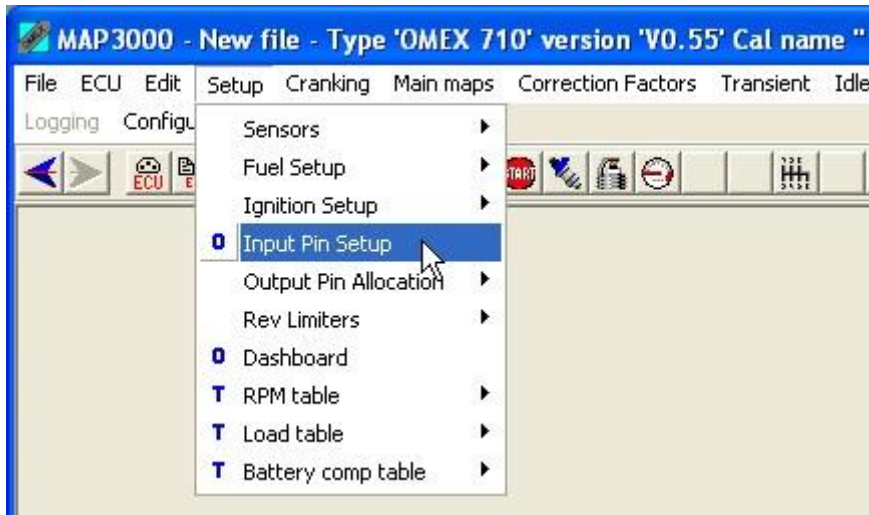 MAP3000 - New file - Type 'OMEX 710' version 'V0.55' Cal name "
File ECU Edit Setup Cranking Main maps Correction Factors Transient Idle
Logging Configu
ECU E START
Sensors
Fuel Setup
Ignition Setup
O Input Pin Setup
Output Pin Allocation
Rev Limiters
O Dashboard
T RPM table
T Load table
T Battery comp table